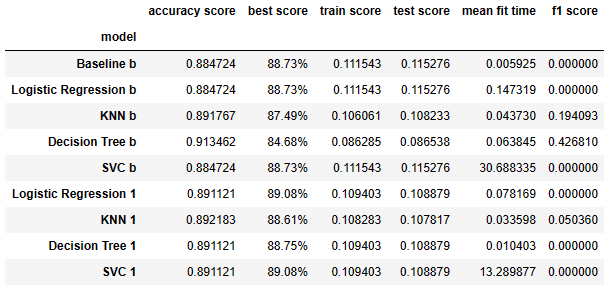 accuracy score best score train score test score mean fit time f1 score
model
Baseline b 0.884724 88.73% 0.111543 0.115276 0.005925 0.000000
Logistic Regression b 0.884724 88.73% 0.111543 0.115276 0.147319 0.000000
KNN b 0.891767 87.49% 0.106061 0.108233 0.043730 0.194093
Decision Tree b 0.913462 84.68% 0.086285 0.086538 0.063845 0.426810
SVC b 0.884724 88.73% 0.111543 0.115276 30.688335 0.000000
Logistic Regression 1 0.891121 89.08% 0.109403 0.108879 0.078169 0.000000
KNN 1 0.892183 88.61% 0.108283 0.107817 0.033598 0.050360
Decision Tree 1 0.891121 88.75% 0.109403 0.108879 0.010403 0.000000
SVC 1 0.891121 89.08% 0.109403 0.108879 13.289877 0.000000